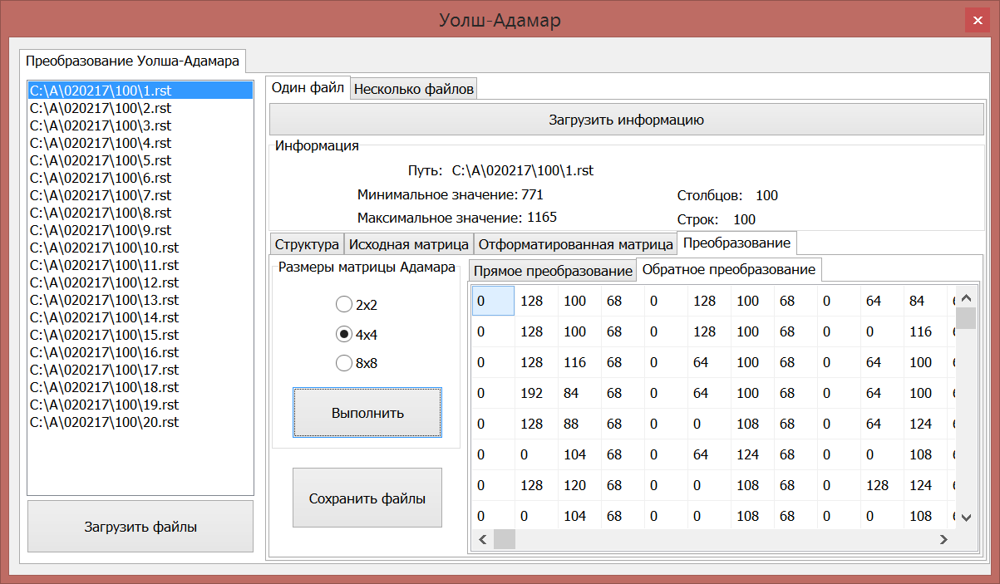 Уолш-Адамар
Преобразование Уолша-Адамара
C:\A\020217\100\1.rst
C:\A\020217\100\2.rst
C:\A\020217\100\3.rst
C:\A\020217\100\4.rst
C:\A\020217\100\5.rst
C:\A\020217\100\6.rst
C:\A\020217\100\7.rst
C:\A\020217\100\8.rst
C:\A\020217\100\9.rst
C:\A\020217\100\10.rst
C:\A\020217\100\11.rst
C:\A\020217\100\12.rst
C:\A\020217\100\13.rst
C:\A\020217\100\14.rst
C:\A\020217\100\15.rst
C:\A\020217\100\16.rst
C:\A\020217\100\17.rst
C:\A\020217\100\18.rst
C:\A\020217\100\19.rst
C:\A\020217\100\20.rst
Загрузить файлы
Один файл Несколько файлов
Загрузить информацию
Информация
Путь: C:\A\020217\100\1.rst
Минимальное значение: 771 Столбцов: 100
Максимальное значение: 1165 Строк: 100
Структура Исходная матрица Отформатированная матрица Преобразование
Размеры матрицы Адамара
2x2
4x4
8x8
Выполнить
Сохранить файлы
Прямое преобразование Обратное преобразование
0 128 100 68 0 128 100 68 0 64 84
0 128 100 68 0 128 100 68 0 0 116
0 128 116 68 0 64 100 68 0 64 100
0 192 84 68 0 64 100 68 0 64 100
0 128 88 68 0 0 108 68 0 64 124
0 0 104 68 0 64 124 68 0 0 108
0 128 120 68 0 0 108 68 0 128 124
0 0 104 68 0 0 108 68 0 0 108